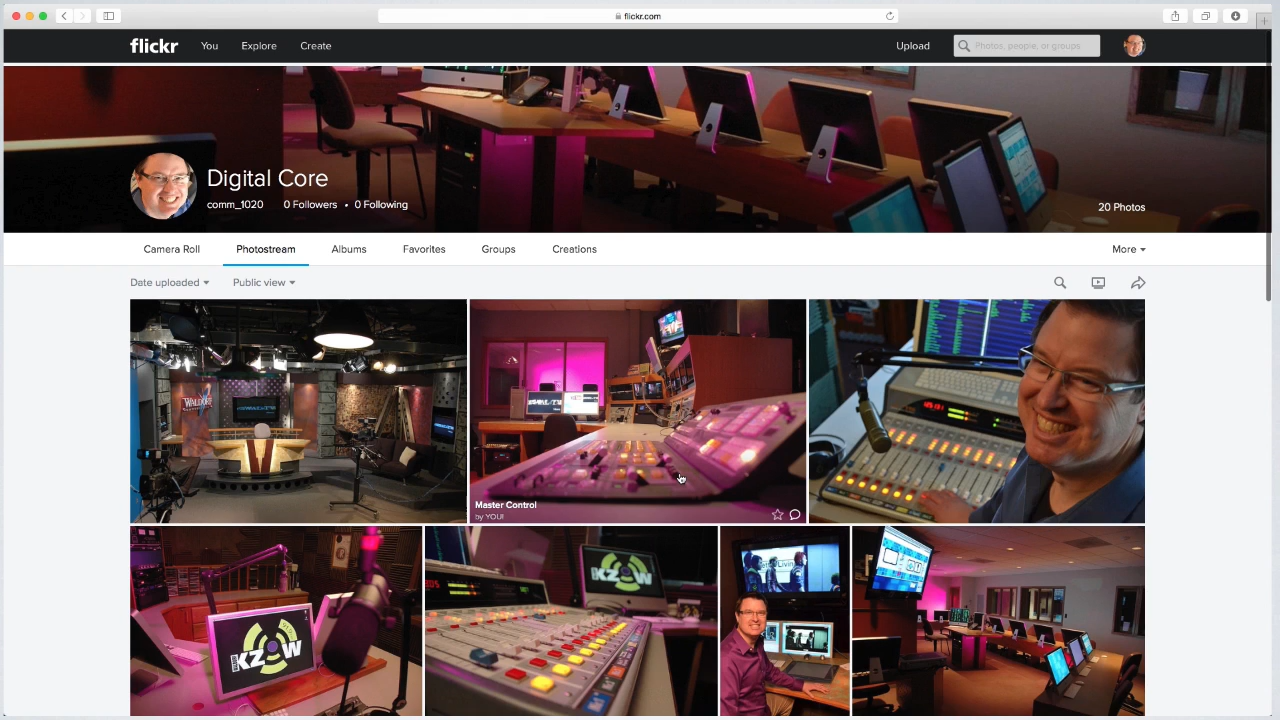 flickr.com
flickr You Explore Create Upload Photos, people, or groups
Digital Core
comm_1020 0 Followers • 0 Following
20 Photos
Camera Roll Photostream Albums Favorites Groups Creations More
Date uploaded Public view
WALDORF
Master Control
by YOU!
KZOW
KZOW